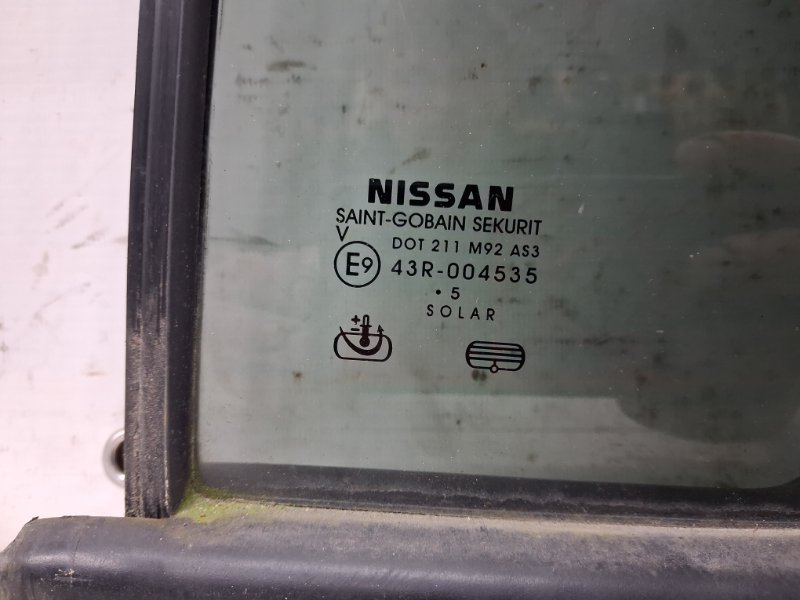 NISSAN
SAINT-GOBAIN SEKURIT
V
DOT 211 M92 AS3
E9 43R-004535
• 5
SOLAR